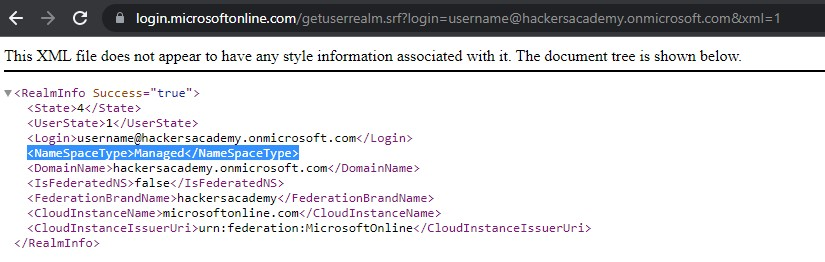 login.microsoftonline.com/getuserrealm.srf?login=username@hackersacademy.onmicrosoft.com&xml=1
This XML file does not appear to have any style information associated with it. The document tree is shown below.
▼<RealmInfo Success="true">
<State>4</State>
<UserState>1</UserState>
<Login>username@hackersacademy.onmicrosoft.com</Login>
<NameSpaceType>Managed</NameSpaceType>
<DomainName>hackersacademy.onmicrosoft.com</DomainName>
<IsFederatedNS>false</IsFederatedNS>
<FederationBrandName>hackersacademy</FederationBrandName>
<CloudInstanceName>microsoftonline.com</CloudInstanceName>
<CloudInstanceIssuerUri>urn:federation:MicrosoftOnline</CloudInstanceIssuerUri>
</RealmInfo>